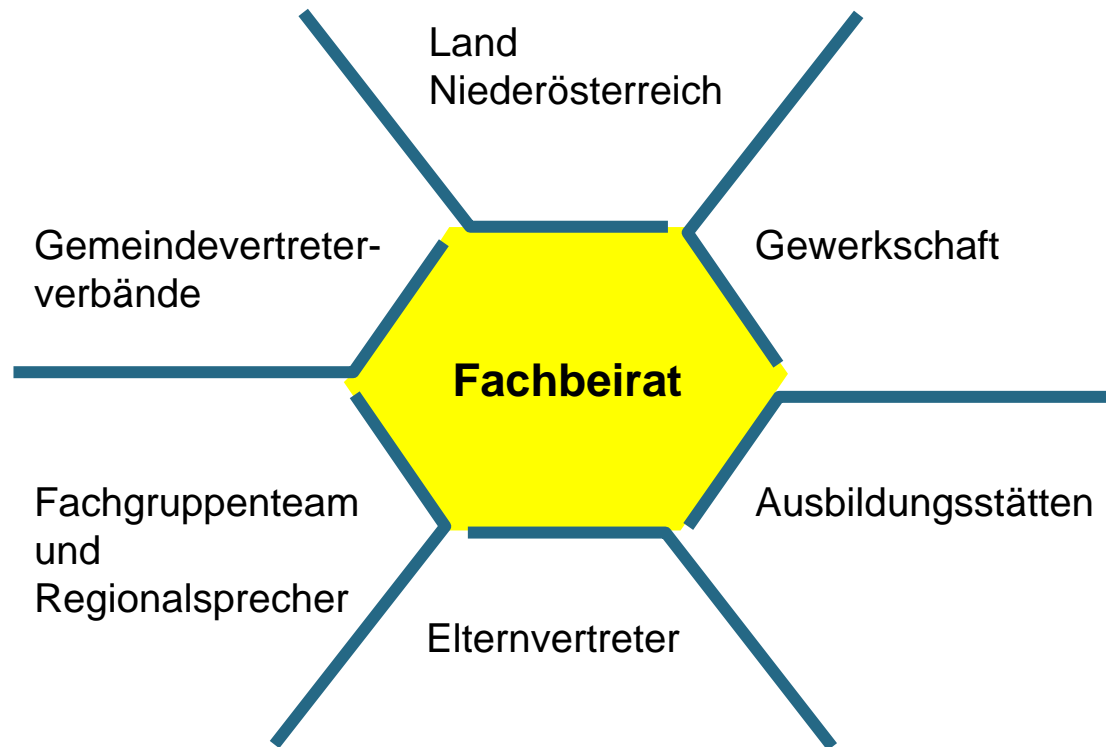 Land
Niederösterreich
Gemeindevertreter-
verbände
Gewerkschaft
Fachbeirat
Fachgruppenteam
und
Regionalsprecher
Ausbildungsstätten
Elternvertreter